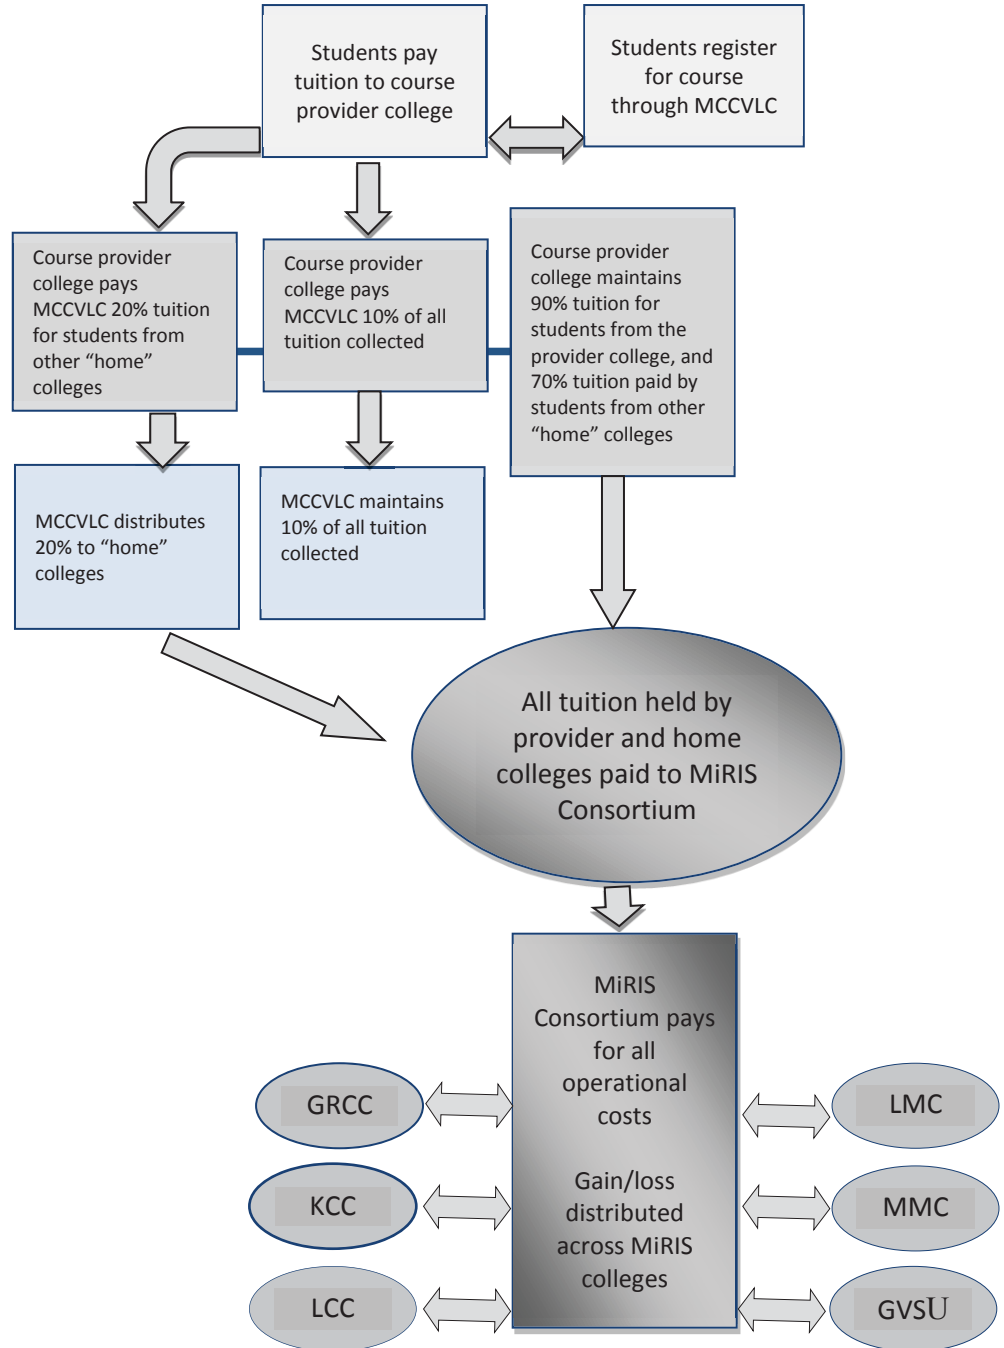 Students pay
tuition to course
provider college
Students register
for course
through MCCVLC
Course provider
college pays
MCCVLC 20% tuition
for students from
other “home”
colleges
Course provider
college pays
MCCVLC 10% of all
tuition collected
Course provider
college maintains
90% tuition for
students from the
provider college, and
70% tuition paid by
students from other
“home” colleges
MCCVLC distributes
20% to “home”
colleges
MCCVLC maintains
10% of all tuition
collected
All tuition held by
provider and home
colleges paid to MiRIS
Consortium
MiRIS
Consortium pays
for all
operational
costs
Gain/loss
distributed
across MiRIS
colleges
GRCC
KCC
LCC
LMC
MMC
GVSU